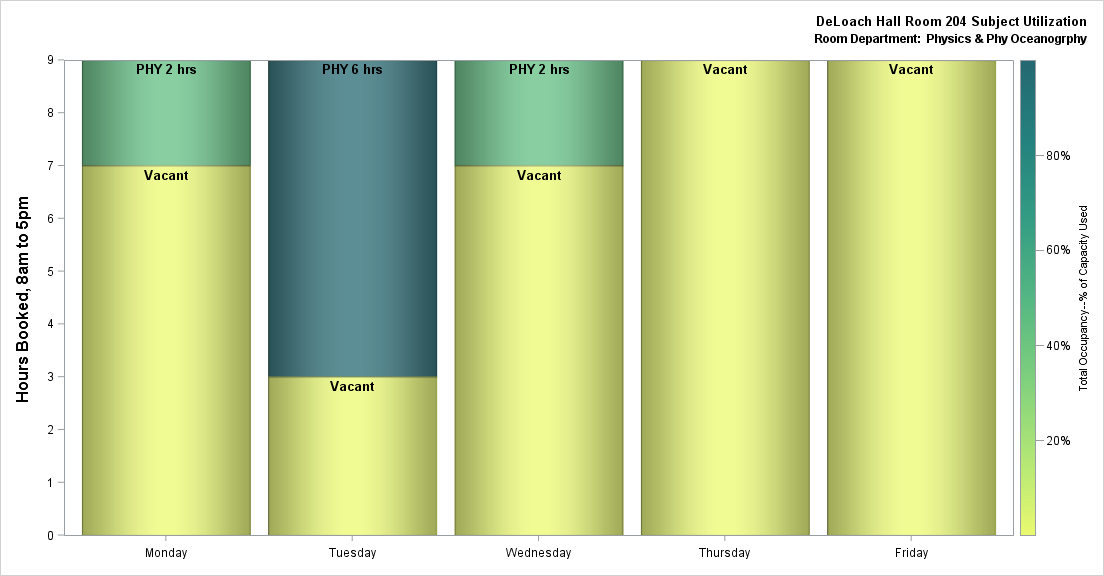 DeLoach Hall Room 204 Subject Utilization
Room Department: Physics & Phy Oceanogrphy
Hours Booked, 8am to 5pm
9
8
7
6
5
4
3
2
1
0
PHY 2 hrs
Vacant
PHY 6 hrs
Vacant
PHY 2 hrs
Vacant
Vacant
Vacant
Monday
Tuesday
Wednesday
Thursday
Friday
80%
60%
40%
20%
Total Occupancy--% of Capacity Used